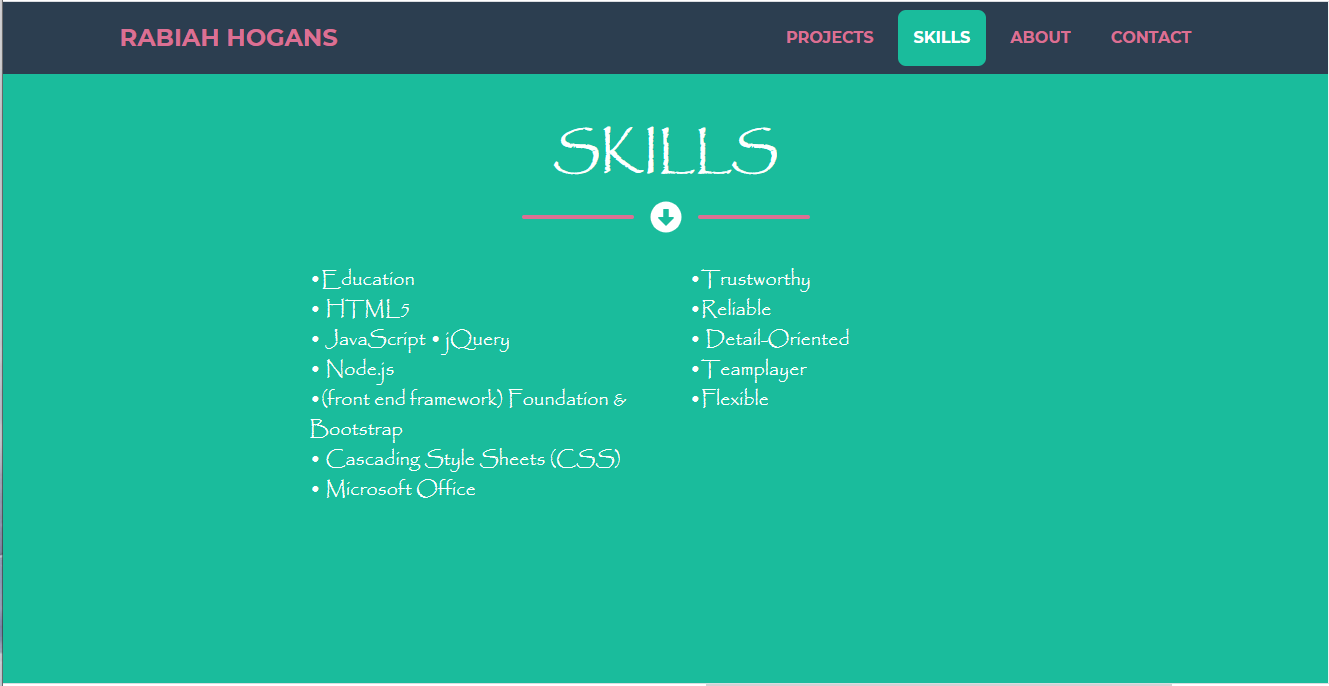 RABIAH HOGANS
PROJECTS SKILLS ABOUT CONTACT
SKILLS
•Education
• HTML5
• JavaScript • jQuery
• Node.js
•(front end framework) Foundation &
Bootstrap
• Cascading Style Sheets (CSS)
• Microsoft Office
•Trustworthy
•Reliable
• Detail-Oriented
•Teamplayer
•Flexible